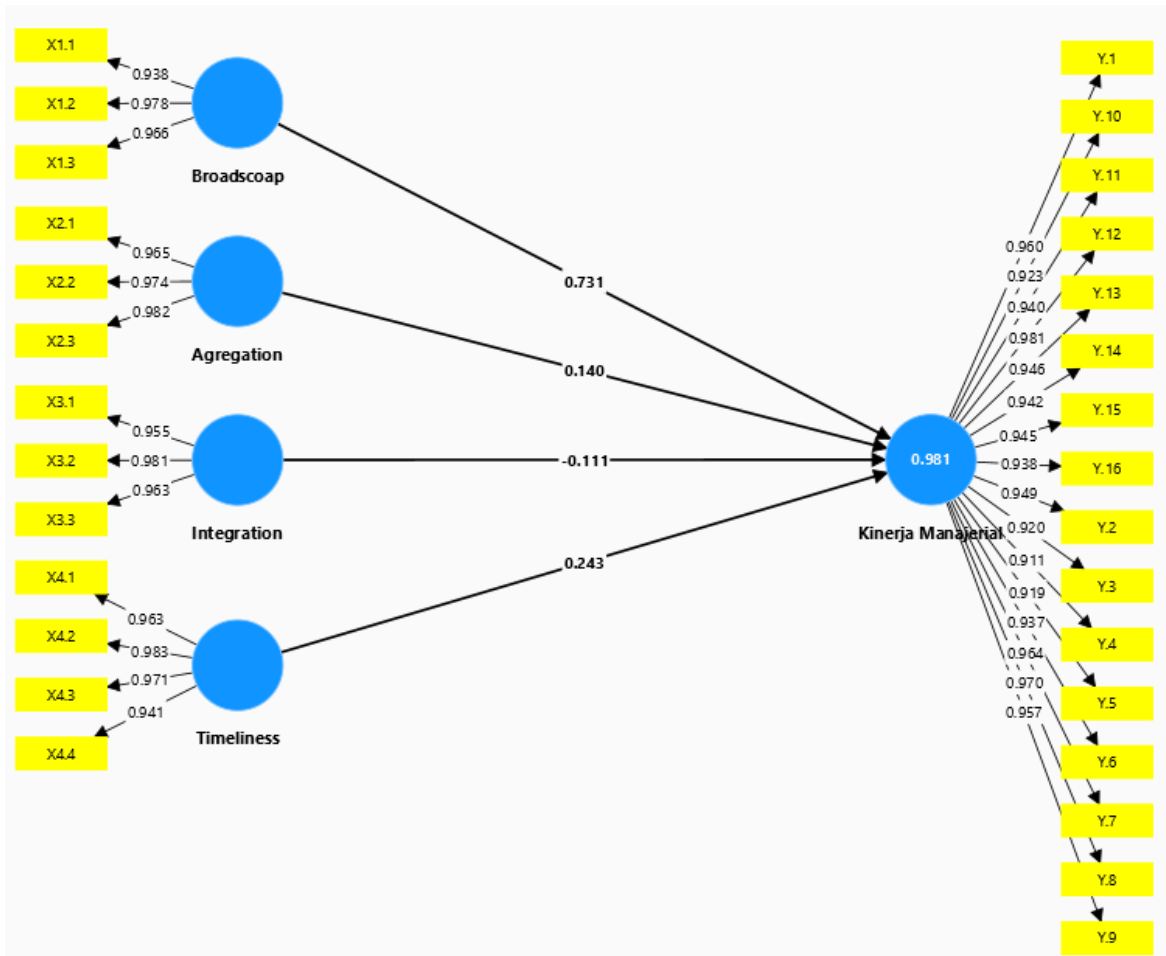 X1.1
0.938
X1.2
0.978
X1.3
0.966
Broadscoap
X2.1
0.965
X2.2
0.974
X2.3
0.982
Agregation
X3.1
0.955
X3.2
0.981
X3.3
0.963
Integration
X4.1
0.963
X4.2
0.983
X4.3
0.971
X4.4
0.941
Timeliness
0.731
0.140
-0.111
0.243
0.981
Kinerja Manajerial
0.960
0.923
0.940
0.981
0.946
0.942
0.945
0.938
0.949
0.920
0.911
0.919
0.937
0.964
0.970
0.957
Y.1
Y.10
Y.11
Y.12
Y.13
Y.14
Y.15
Y.16
Y.2
Y.3
Y.4
Y.5
Y.6
Y.7
Y.8
Y.9